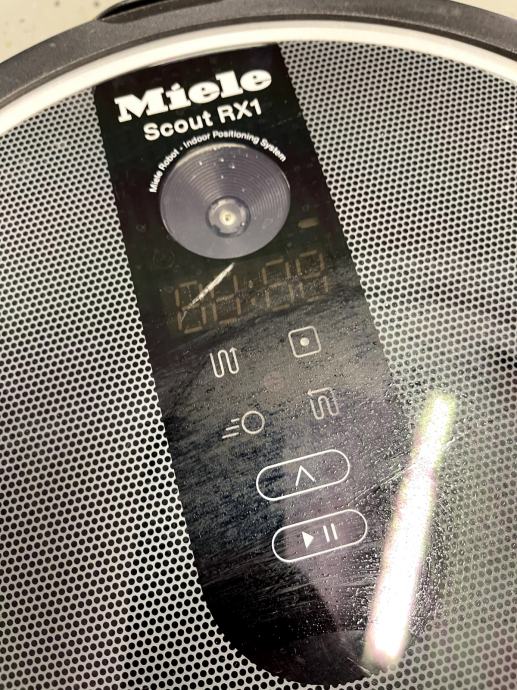 Miele
Scout RX1
Miele Robot - Indoor Positioning System